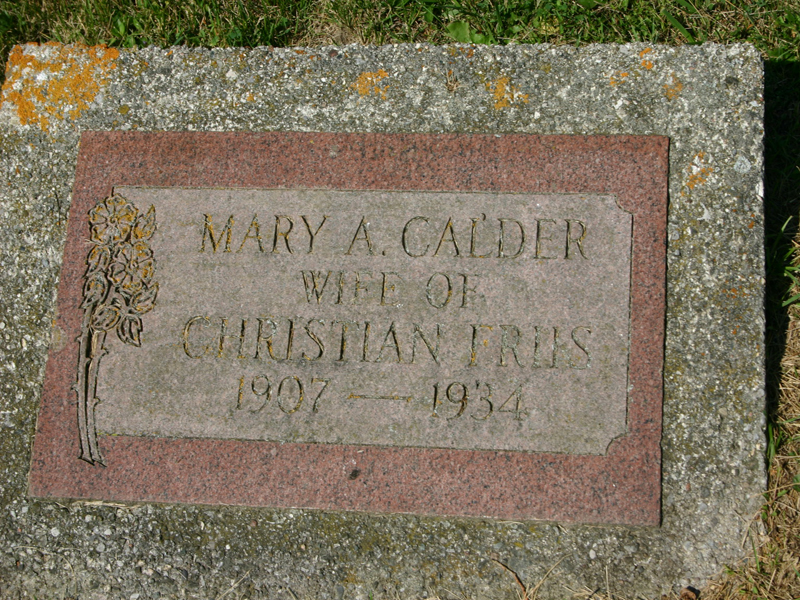 MARY A. CALDER
WIFE OF
CHRISTIAN FRIIS
1907 — 1934